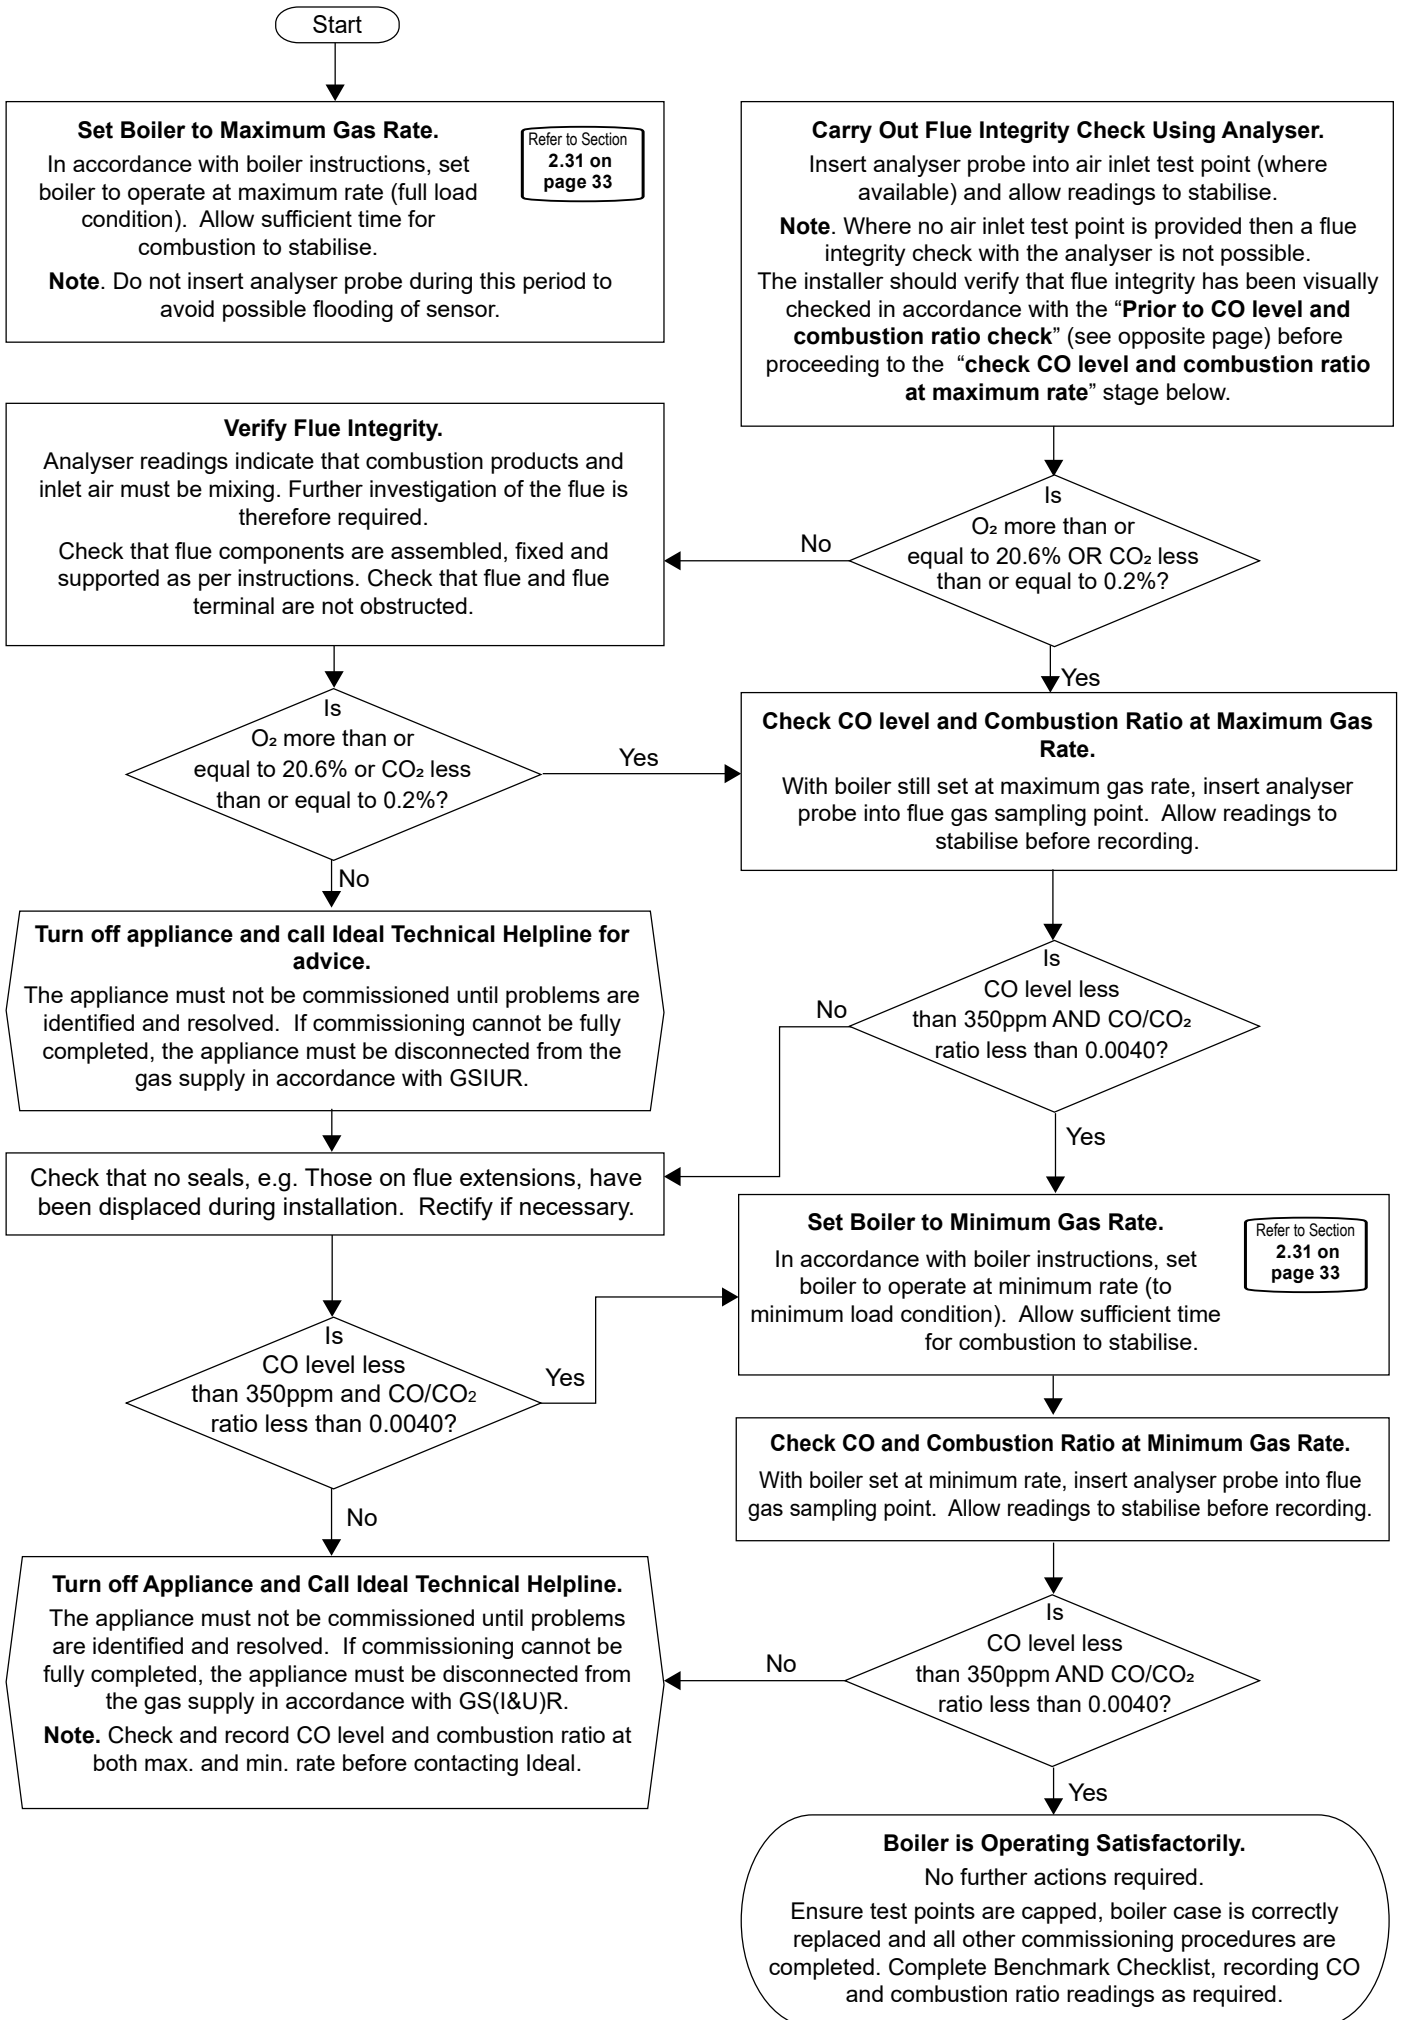 Start
Set Boiler to Maximum Gas Rate.
In accordance with boiler instructions, set
boiler to operate at maximum rate (full load
condition).  Allow sufficient time for
combustion to stabilise.
Note. Do not insert analyser probe during this period to
avoid possible flooding of sensor.
Refer to Section
2.31 on
page 33
Carry Out Flue Integrity Check Using Analyser.
Insert analyser probe into air inlet test point (where
available) and allow readings to stabilise.
Note. Where no air inlet test point is provided then a flue
integrity check with the analyser is not possible.
The installer should verify that flue integrity has been visually
checked in accordance with the “Prior to CO level and
combustion ratio check” (see opposite page) before
proceeding to the  “check CO level and combustion ratio
at maximum rate” stage below.
Is
O₂ more than or
equal to 20.6% OR CO₂ less
than or equal to 0.2%?
No
Yes
Verify Flue Integrity.
Analyser readings indicate that combustion products and
inlet air must be mixing. Further investigation of the flue is
therefore required.
Check that flue components are assembled, fixed and
supported as per instructions. Check that flue and flue
terminal are not obstructed.
Is
O₂ more than or
equal to 20.6% or CO₂ less
than or equal to 0.2%?
Yes
No
Check CO level and Combustion Ratio at Maximum Gas
Rate.
With boiler still set at maximum gas rate, insert analyser
probe into flue gas sampling point.  Allow readings to
stabilise before recording.
Turn off appliance and call Ideal Technical Helpline for
advice.
The appliance must not be commissioned until problems are
identified and resolved.  If commissioning cannot be fully
completed, the appliance must be disconnected from the
gas supply in accordance with GSIUR.
Is
CO level less
than 350ppm AND CO/CO₂
ratio less than 0.0040?
No
Yes
Check that no seals, e.g. Those on flue extensions, have
been displaced during installation.  Rectify if necessary.
Set Boiler to Minimum Gas Rate.
In accordance with boiler instructions, set
boiler to operate at minimum rate (to
minimum load condition).  Allow sufficient time
for combustion to stabilise.
Refer to Section
2.31 on
page 33
Is
CO level less
than 350ppm and CO/CO₂
ratio less than 0.0040?
Yes
No
Check CO and Combustion Ratio at Minimum Gas Rate.
With boiler set at minimum rate, insert analyser probe into flue
gas sampling point.  Allow readings to stabilise before recording.
Turn off Appliance and Call Ideal Technical Helpline.
The appliance must not be commissioned until problems
are identified and resolved.  If commissioning cannot be
fully completed, the appliance must be disconnected from
the gas supply in accordance with GS(I&U)R.
Note. Check and record CO level and combustion ratio at
both max. and min. rate before contacting Ideal.
Is
CO level less
than 350ppm AND CO/CO₂
ratio less than 0.0040?
No
Yes
Boiler is Operating Satisfactorily.
No further actions required.
Ensure test points are capped, boiler case is correctly
replaced and all other commissioning procedures are
completed. Complete Benchmark Checklist, recording CO
and combustion ratio readings as required.